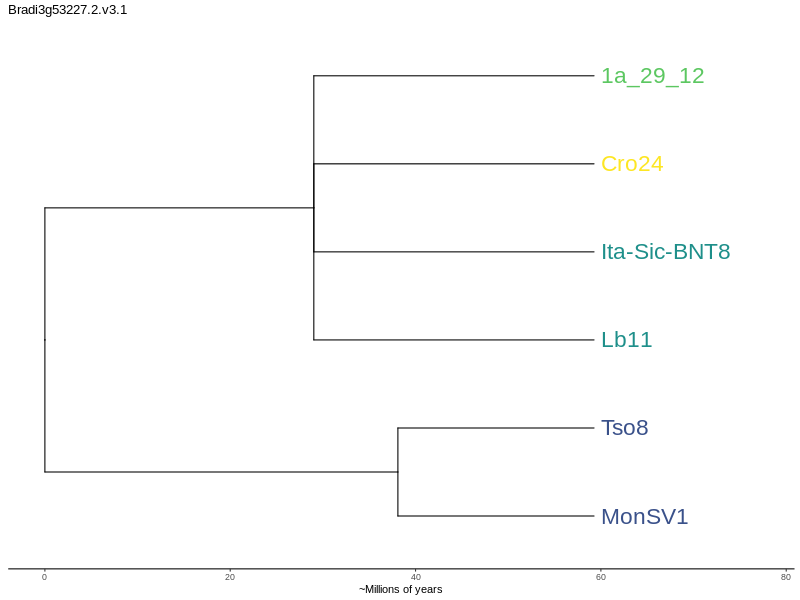 Bradi3g53227.2.v3.1
1a_29_12
Cro24
Ita-Sic-BNT8
Lb11
Tso8
MonSV1
0 20 40 60 80
~Millions of years